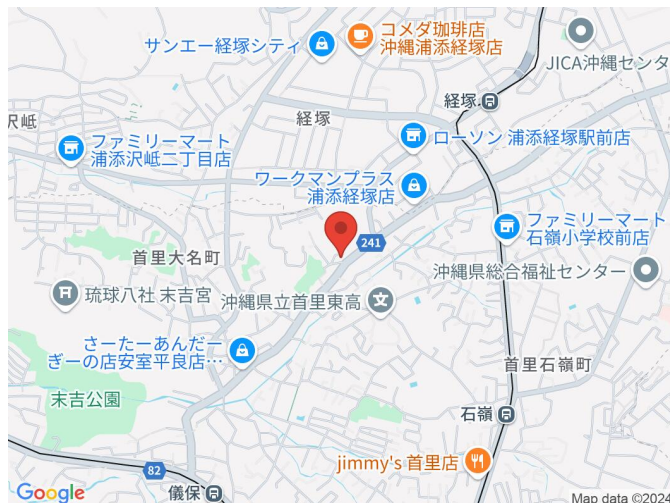 コメダ珈琲店
沖縄浦添経塚店
サンエー経塚シティ
JICA沖縄センタ
経塚
経塚
沢岻
ファミリーマート
浦添沢岻二丁目店
ローソン 浦添経塚駅前店
ワークマンプラス
浦添経塚店
241
ファミリーマート
石嶺小学校前店
首里大名町
沖縄県総合福祉センター
琉球八社 末吉宮
沖縄県立首里東高
さーたーあんだー
ぎーの店安室平良店…
首里石嶺町
末吉公園
石嶺
jimmy's 首里店
82
儀保
Google
Map data ©2024